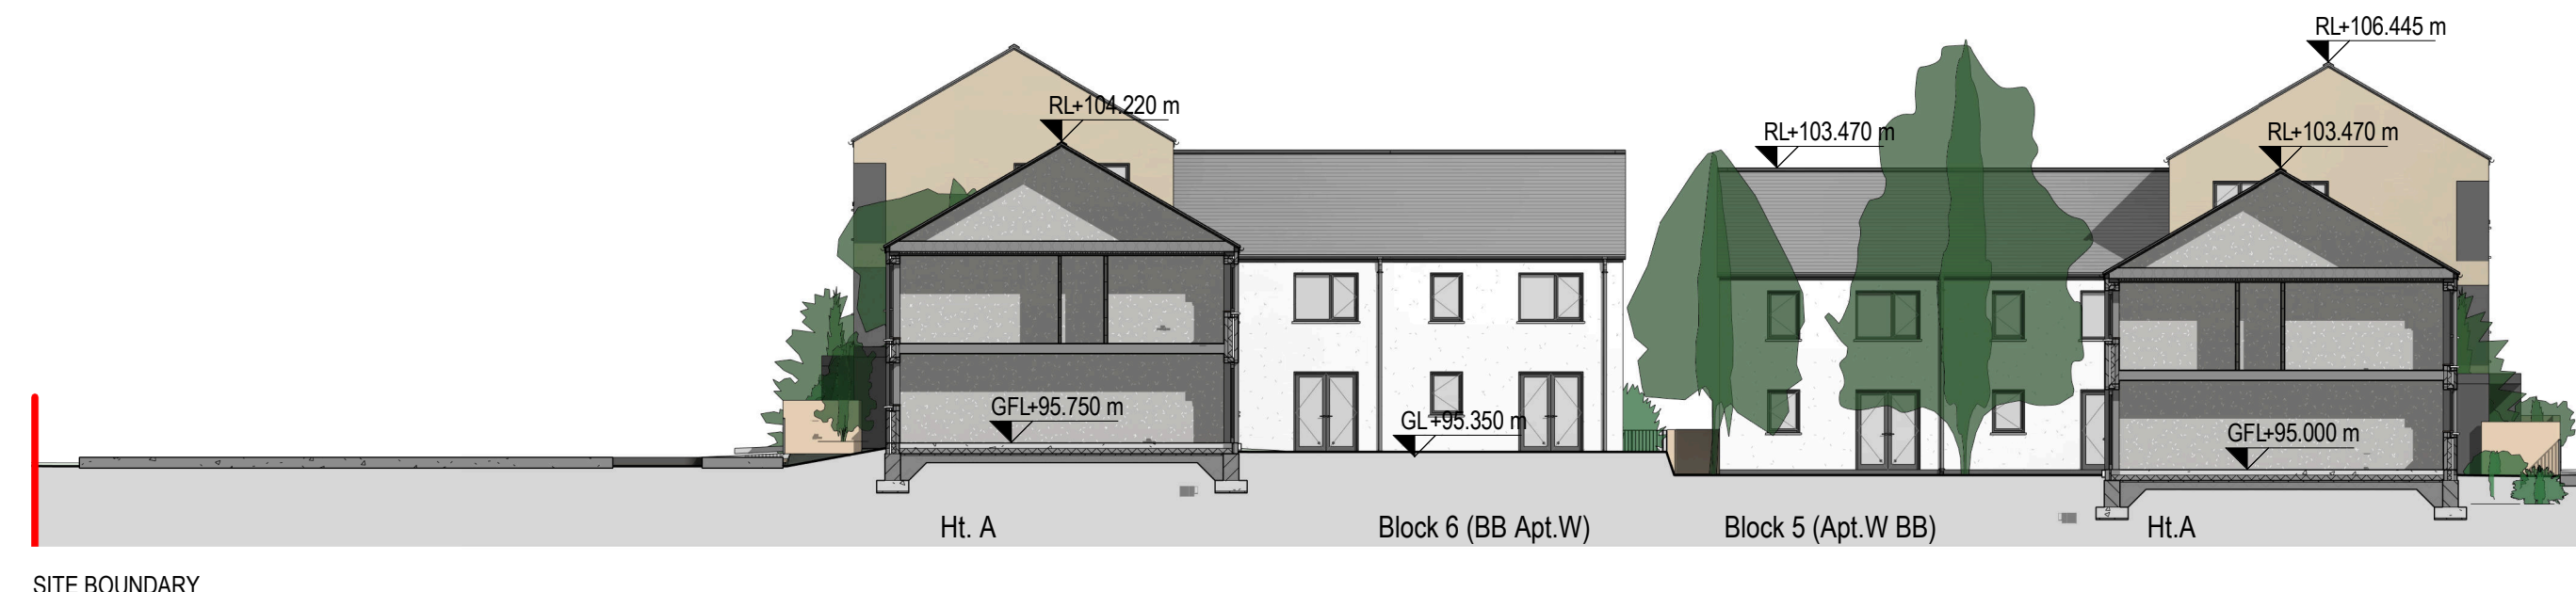 RL+106.445 m
RL+104.220 m
RL+103.470 m
RL+103.470 m
GFL+95.750 m
GL+95.350 m
GFL+95.000 m
Ht. A
Block 6 (BB Apt.W)
Block 5 (Apt.W BB)
Ht.A
SITE BOUNDARY